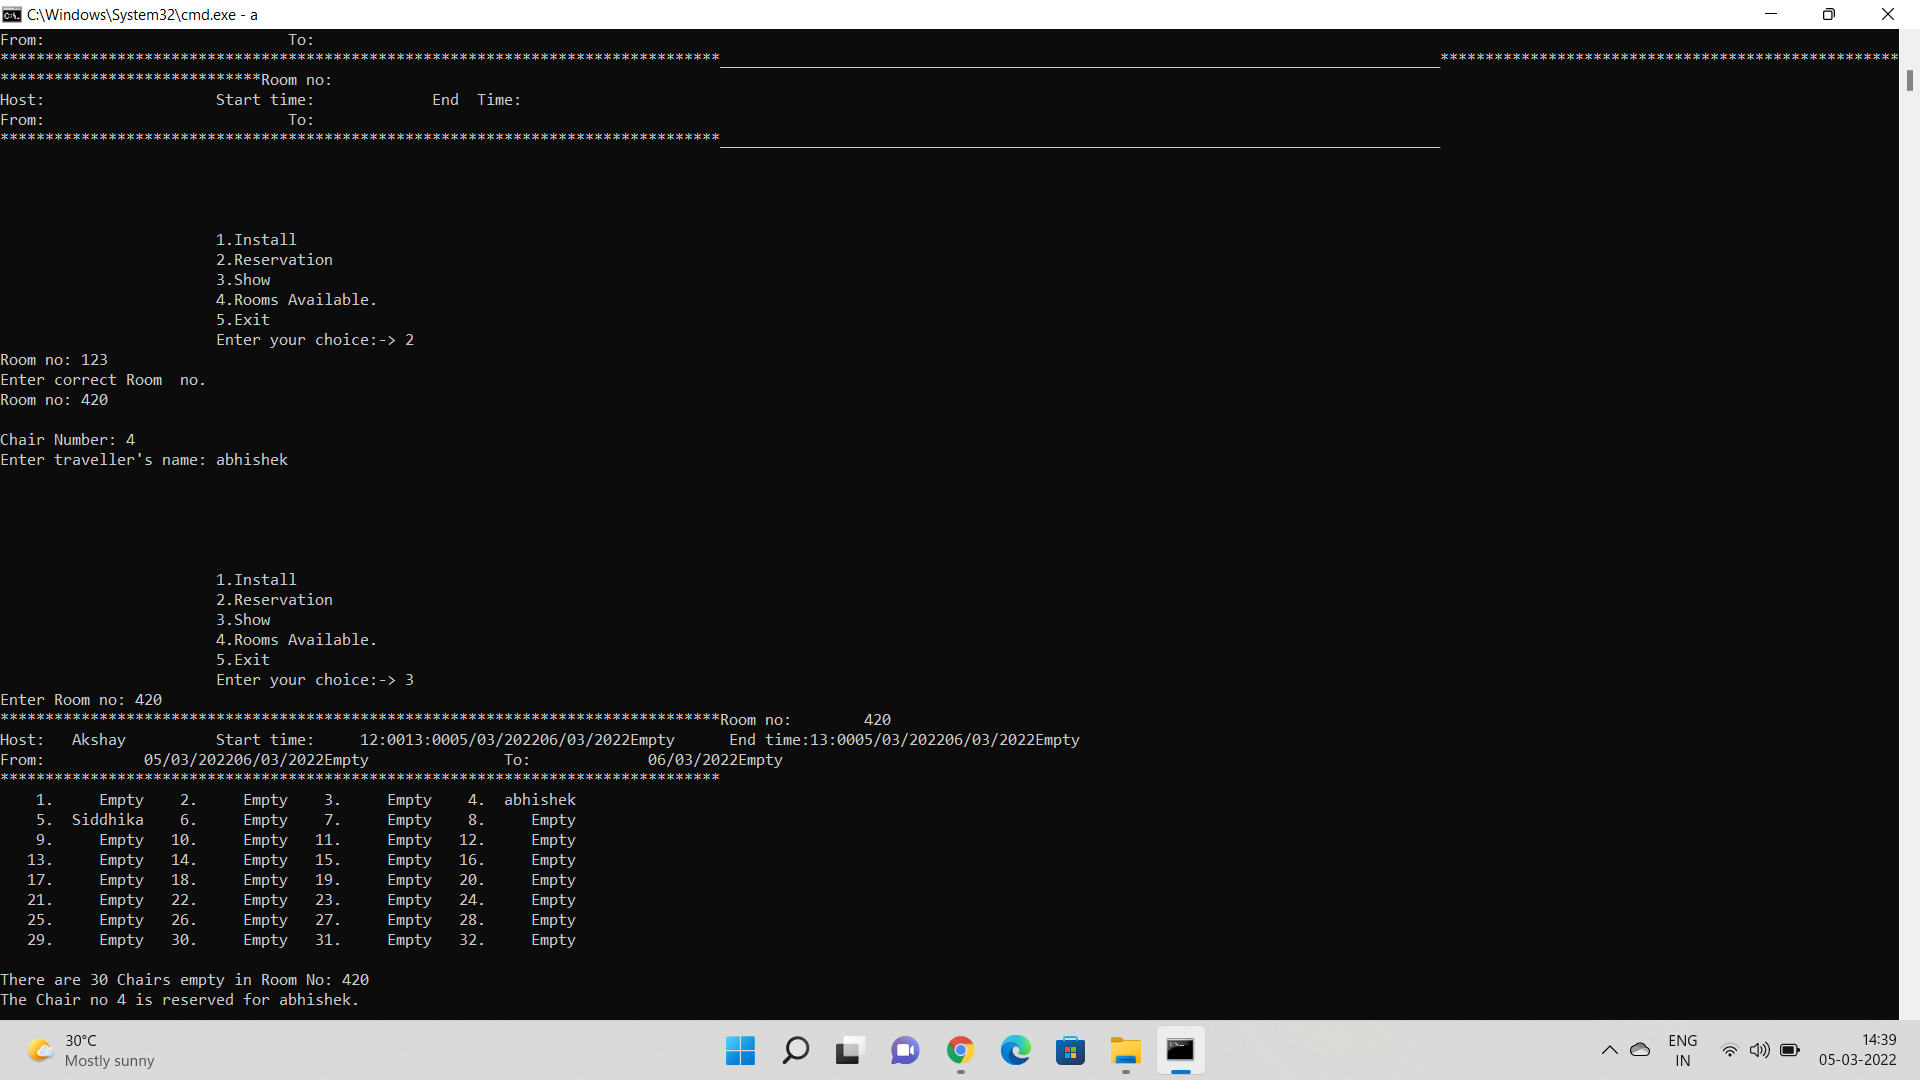 C:\Windows\System32\cmd.exe - a
From:                           To:
********************************************************************************________________________________________________________________________________***************************************************
*****************************Room no:
Host:                   Start time:             End  Time:
From:                           To:
********************************************************************************________________________________________________________________________________
1.Install
2.Reservation
3.Show
4.Rooms Available.
5.Exit
Enter your choice:-> 2
Room no: 123
Enter correct Room  no.
Room no: 420
Chair Number: 4
Enter traveller's name: abhishek
1.Install
2.Reservation
3.Show
4.Rooms Available.
5.Exit
Enter your choice:-> 3
Enter Room no: 420
********************************************************************************Room no:        420
Host:   Akshay          Start time:     12:0013:0005/03/202206/03/2022Empty      End time:13:0005/03/202206/03/2022Empty
From:           05/03/202206/03/2022Empty               To:             06/03/2022Empty
********************************************************************************
1.     Empty    2.     Empty    3.     Empty    4.  abhishek
5.  Siddhika    6.     Empty    7.     Empty    8.     Empty
9.     Empty   10.     Empty   11.     Empty   12.     Empty
13.     Empty   14.     Empty   15.     Empty   16.     Empty
17.     Empty   18.     Empty   19.     Empty   20.     Empty
21.     Empty   22.     Empty   23.     Empty   24.     Empty
25.     Empty   26.     Empty   27.     Empty   28.     Empty
29.     Empty   30.     Empty   31.     Empty   32.     Empty
There are 30 Chairs empty in Room No: 420
The Chair no 4 is reserved for abhishek.
30°C
Mostly sunny
ENG
IN
14:39
05-03-2022